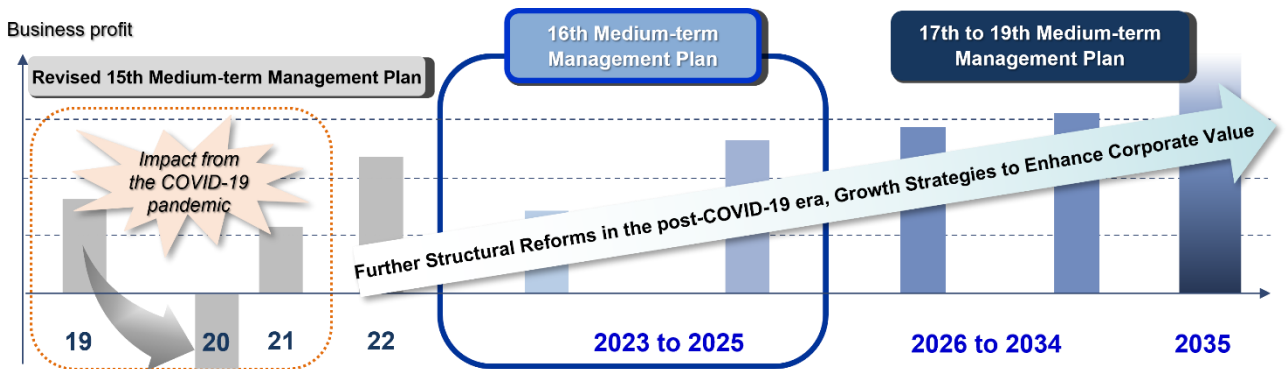 Business profit
Revised 15th Medium-term Management Plan
16th Medium-term
Management Plan
17th to 19th Medium-term
Management Plan
Impact from
the COVID-19
pandemic
Further Structural Reforms in the post-COVID-19 era, Growth Strategies to Enhance Corporate Value
19
20
21
22
2023 to 2025
2026 to 2034
2035